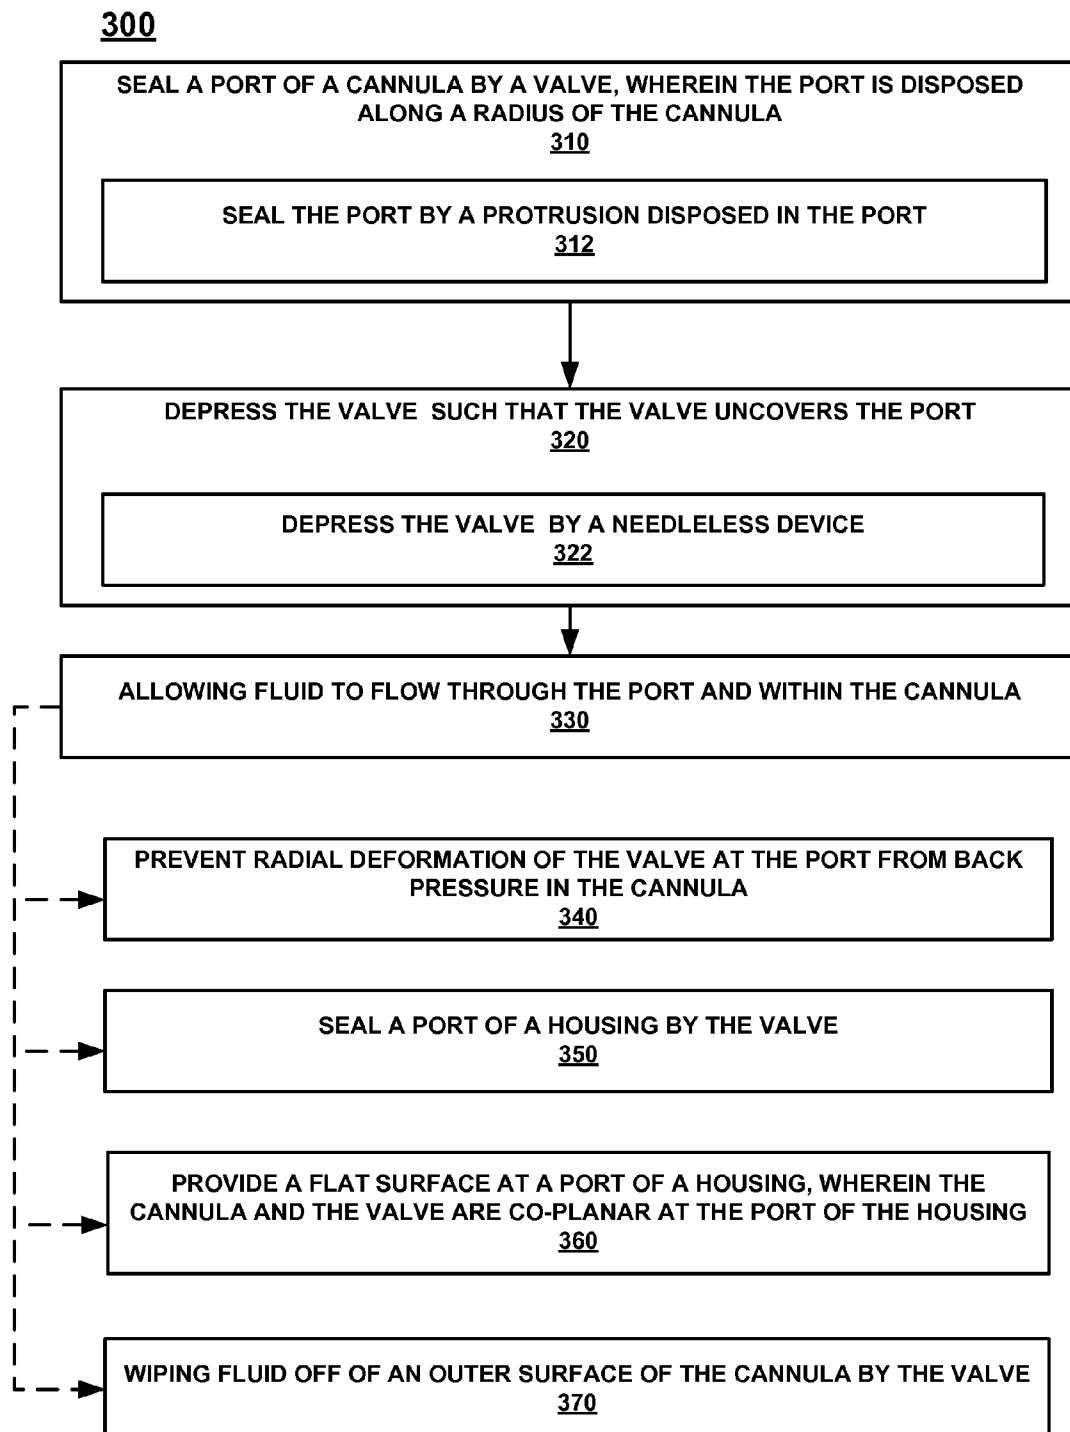 300
SEAL A PORT OF A CANNULA BY A VALVE, WHEREIN THE PORT IS DISPOSED
ALONG A RADIUS OF THE CANNULA
310
SEAL THE PORT BY A PROTRUSION DISPOSED IN THE PORT
312
DEPRESS THE VALVE SUCH THAT THE VALVE UNCOVERS THE PORT
320
DEPRESS THE VALVE BY A NEEDLELESS DEVICE
322
ALLOWING FLUID TO FLOW THROUGH THE PORT AND WITHIN THE CANNULA
330
PREVENT RADIAL DEFORMATION OF THE VALVE AT THE PORT FROM BACK
PRESSURE IN THE CANNULA
340
SEAL A PORT OF A HOUSING BY THE VALVE
350
PROVIDE A FLAT SURFACE AT A PORT OF A HOUSING, WHEREIN THE
CANNULA AND THE VALVE ARE CO-PLANAR AT THE PORT OF THE HOUSING
360
WIPING FLUID OFF OF AN OUTER SURFACE OF THE CANNULA BY THE VALVE
370